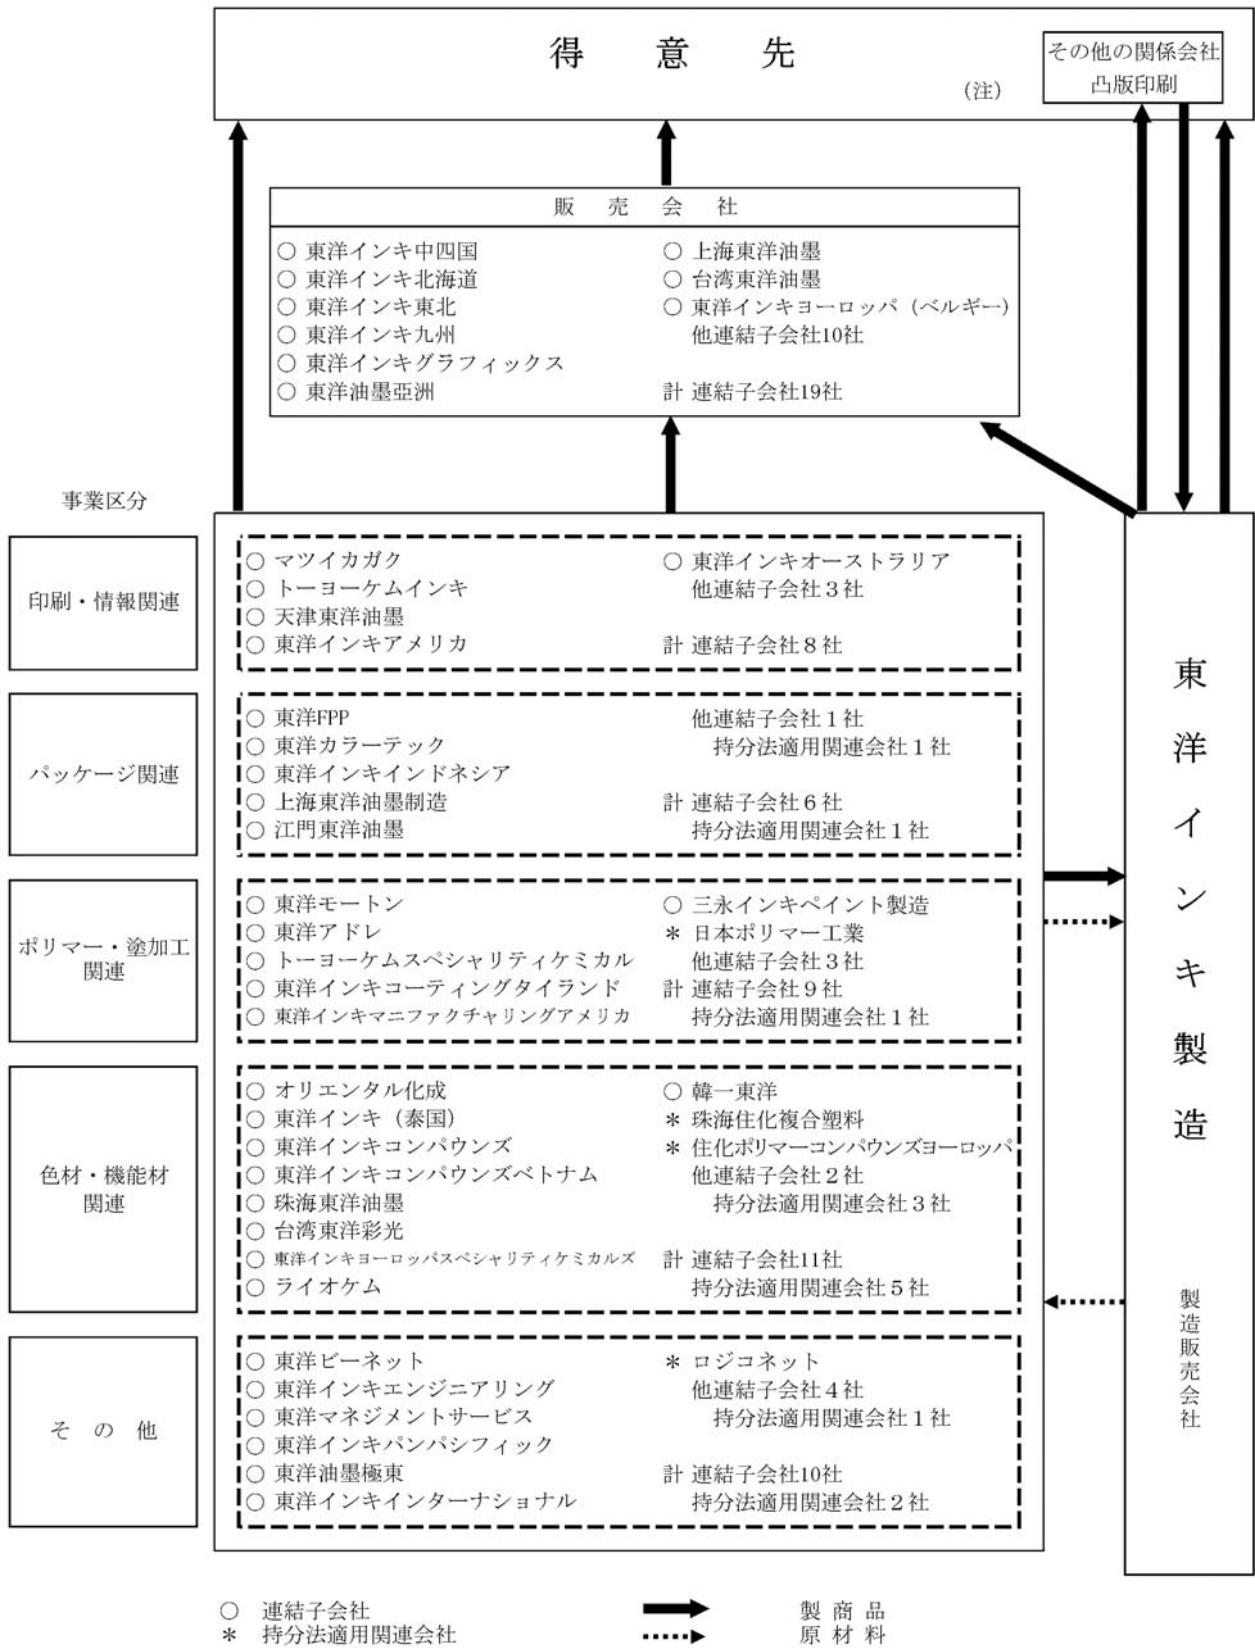 得 意 先
その他の関係会社
凸版印刷
（注）
販 売 会 社
○ 東洋インキ中四国
○ 東洋インキ北海道
○ 東洋インキ東北
○ 東洋インキ九州
○ 東洋インキグラフィックス
○ 東洋油墨亞洲
○ 上海東洋油墨
○ 台湾東洋油墨
○ 東洋インキヨーロッパ（ベルギー）
他連結子会社10社
計 連結子会社19社
事業区分
印刷・情報関連
○ マツイカガク
○ トーヨーケムインキ
○ 天津東洋油墨
○ 東洋インキアメリカ
○ 東洋インキオーストラリア
他連結子会社３社
計 連結子会社８社
パッケージ関連
○ 東洋FPP
○ 東洋カラーテック
○ 東洋インキインドネシア
○ 上海東洋油墨制造
○ 江門東洋油墨
他連結子会社１社
持分法適用関連会社１社
計 連結子会社６社
持分法適用関連会社１社
ポリマー・塗加工
関連
○ 東洋モートン
○ 東洋アドレ
○ トーヨーケムスペシャリティケミカル
○ 東洋インキコーティングタイランド
○ 東洋インキマニファクチャリングアメリカ
○ 三永インキペイント製造
＊ 日本ポリマー工業
他連結子会社３社
計 連結子会社９社
持分法適用関連会社１社
色材・機能材
関連
○ オリエンタル化成
○ 東洋インキ（泰国）
○ 東洋インキコンパウンズ
○ 東洋インキコンパウンズベトナム
○ 珠海東洋油墨
○ 台湾東洋彩光
○ 東洋インキヨーロッパスペシャリティケミカルズ
○ ライオケム
○ 韓一東洋
＊ 珠海住化複合塑料
＊ 住化ポリマーコンパウンズヨーロッパ
他連結子会社２社
持分法適用関連会社３社
計 連結子会社11社
持分法適用関連会社５社
そ の 他
○ 東洋ビーネット
○ 東洋インキエンジニアリング
○ 東洋マネジメントサービス
○ 東洋インキパンパシフィック
○ 東洋油墨極東
○ 東洋インキインターナショナル
＊ ロジコネット
他連結子会社４社
持分法適用関連会社１社
計 連結子会社10社
持分法適用関連会社２社
東洋インキ製造
製造販売会社
○ 連結子会社
＊ 持分法適用関連会社
製 商 品
原 材 料